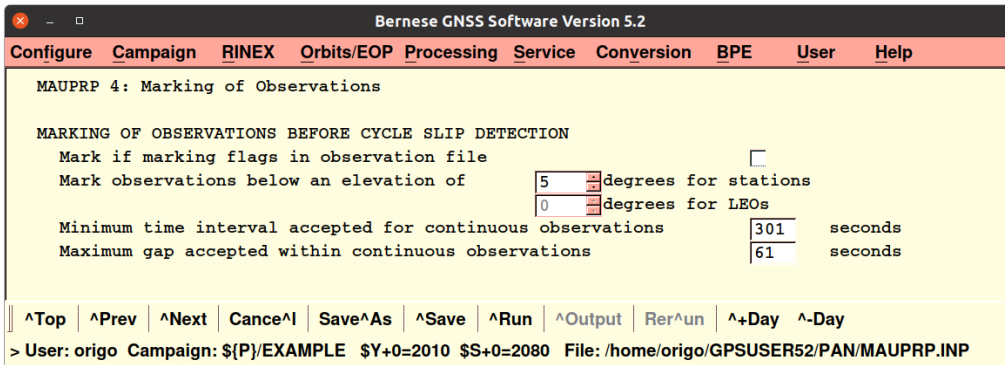 Bernese GNSS Software Version 5.2
Configure Campaign RINEX Orbits/EOP Processing Service Conversion BPE User Help
MAUPRP 4: Marking of Observations
MARKING OF OBSERVATIONS BEFORE CYCLE SLIP DETECTION
Mark if marking flags in observation file
Mark observations below an elevation of 5 degrees for stations
0 degrees for LEOs
Minimum time interval accepted for continuous observations 301 seconds
Maximum gap accepted within continuous observations 61 seconds
^Top ^Prev ^Next Cance^l Save^As ^Save ^Run ^Output Rer^un ^+Day ^-Day
> User: origo Campaign: ${P}/EXAMPLE $Y+0=2010 $S+0=2080 File: /home/origo/GPSUSER52/PAN/MAUPRP.INP